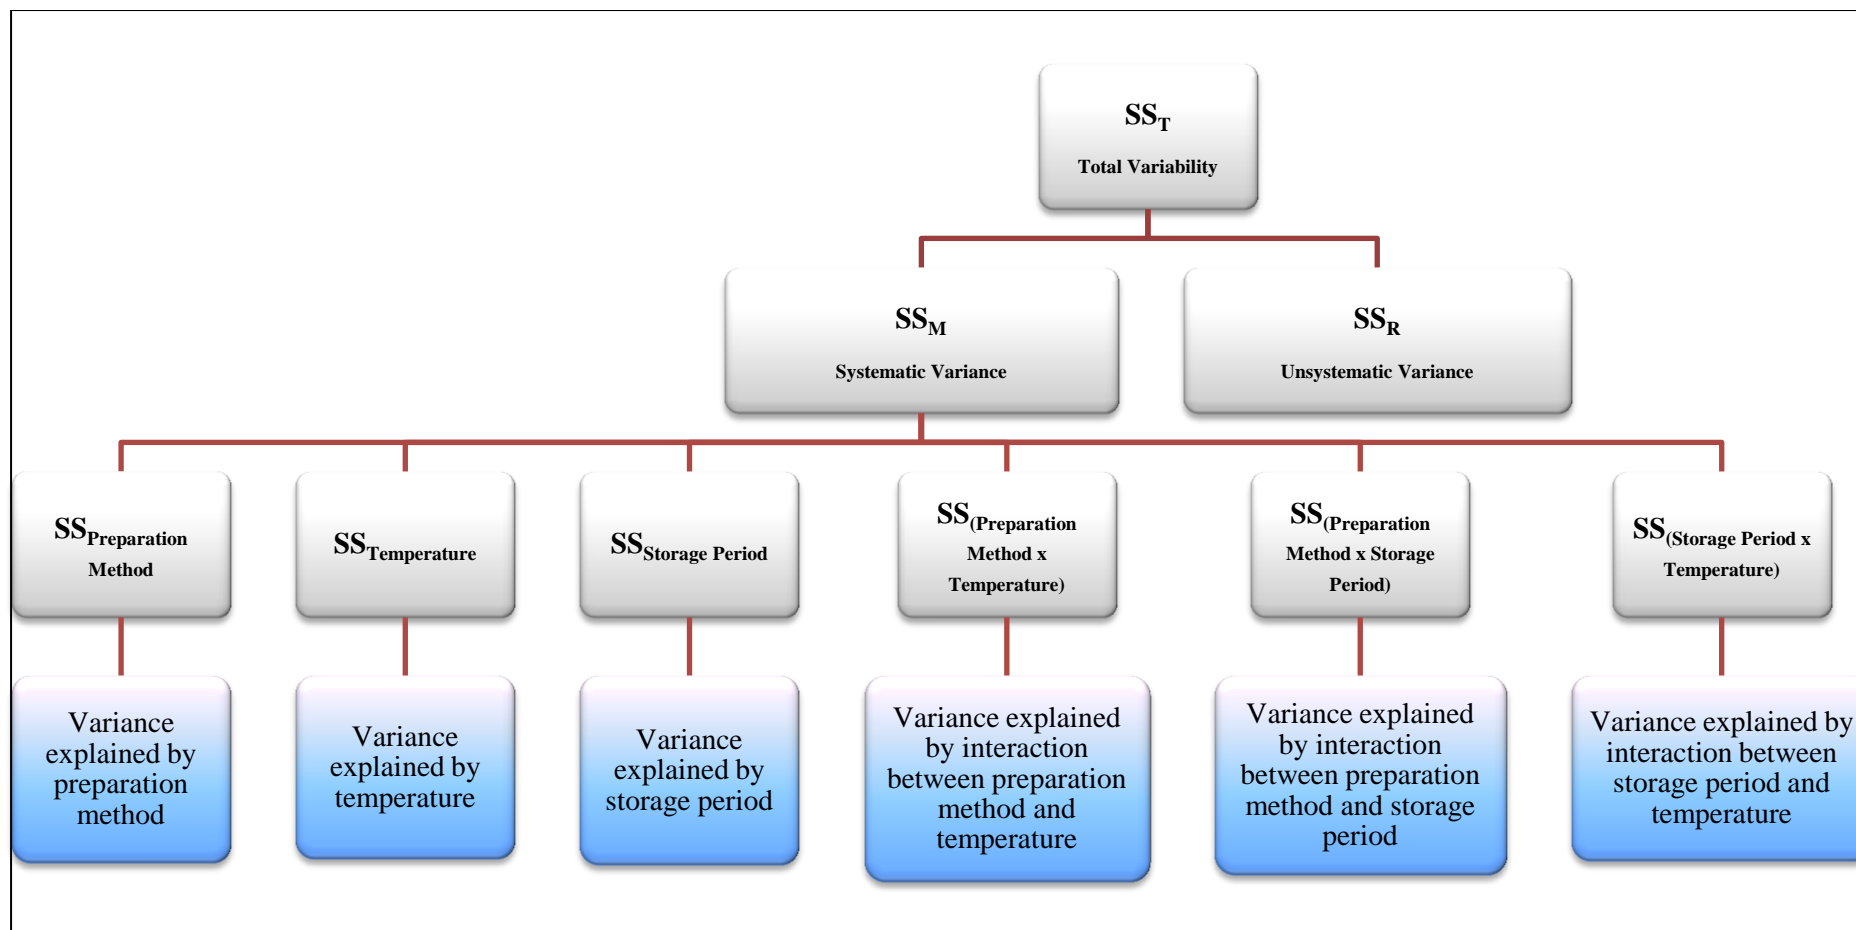 SST
Total Variability
SSM
Systematic Variance
SSR
Unsystematic Variance
SSPreparation
Method
SSTemperature
SSStorage Period
SS(Preparation
Method x
Temperature)
SS(Preparation
Method x Storage
Period)
SS(Storage Period x
Temperature)
Variance
explained by
preparation
method
Variance
explained by
temperature
Variance
explained by
storage period
Variance explained
by interaction
between preparation
method and
temperature
Variance explained
by interaction
between preparation
method and storage
period
Variance explained by
interaction between
storage period and
temperature